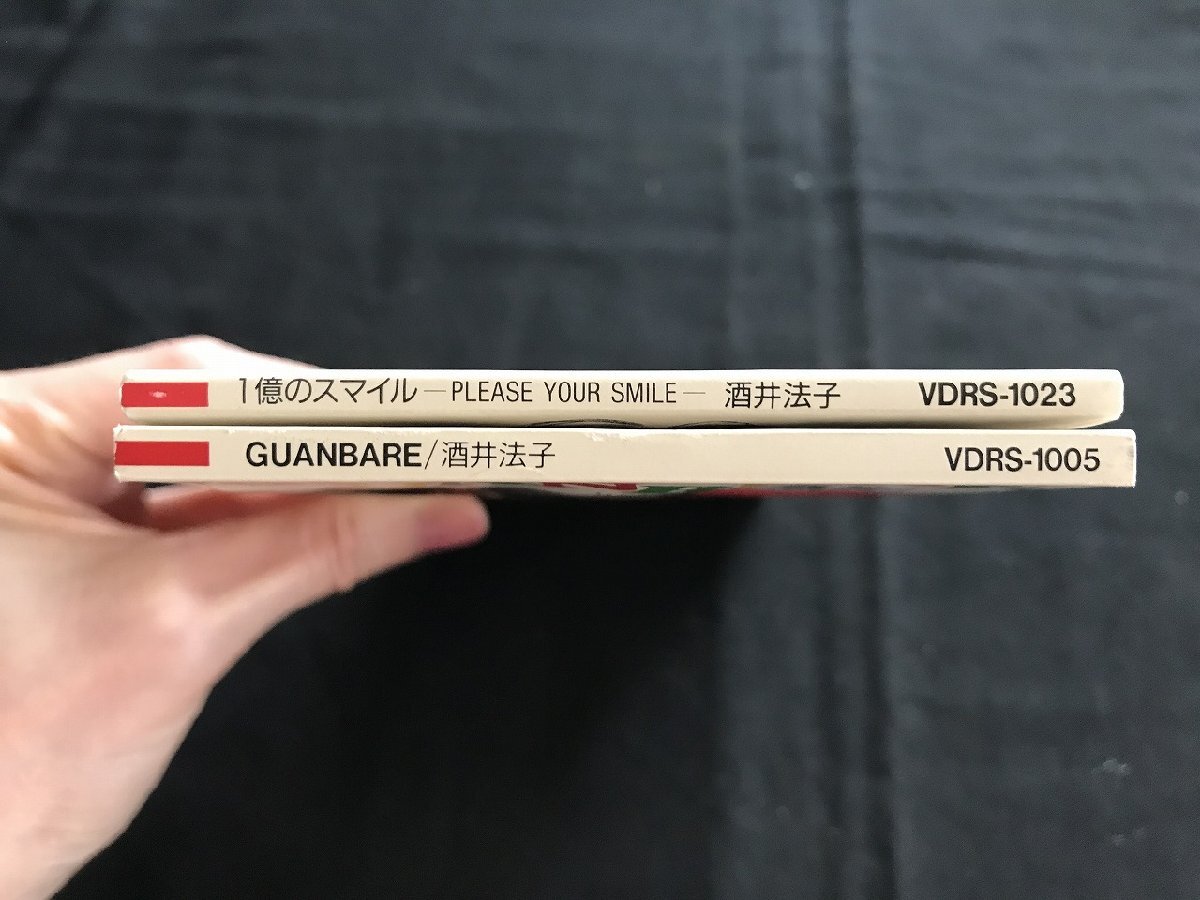 1億のスマイル—PLEASE YOUR SMILE— 酒井法子 VDRS-1023
GUANBARE/酒井法子 VDRS-1005